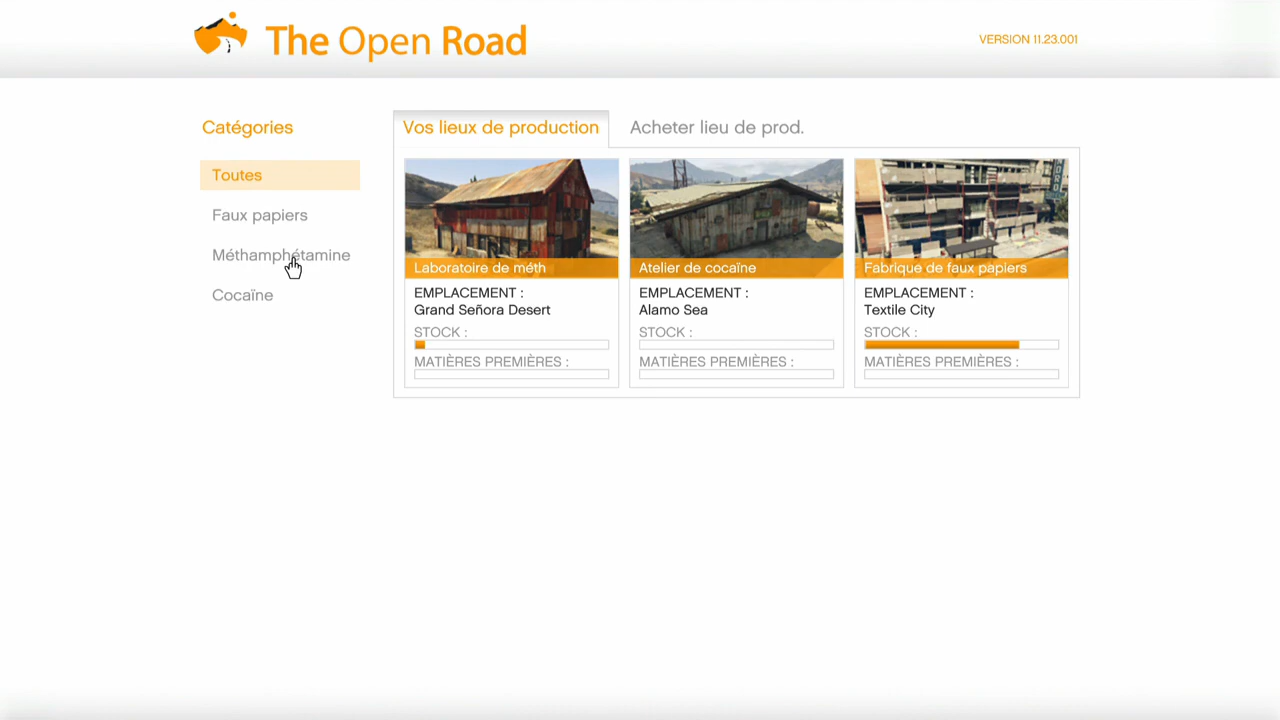 The Open Road
VERSION 11.23.001
Catégories
Toutes
Faux papiers
Méthamphétamine
Cocaïne
Vos lieux de production
Acheter lieu de prod.
Laboratoire de méth
EMPLACEMENT :
Grand Señora Desert
STOCK :
MATIÈRES PREMIÈRES :
Atelier de cocaïne
EMPLACEMENT :
Alamo Sea
STOCK :
MATIÈRES PREMIÈRES :
Fabrique de faux papiers
EMPLACEMENT :
Textile City
STOCK :
MATIÈRES PREMIÈRES :